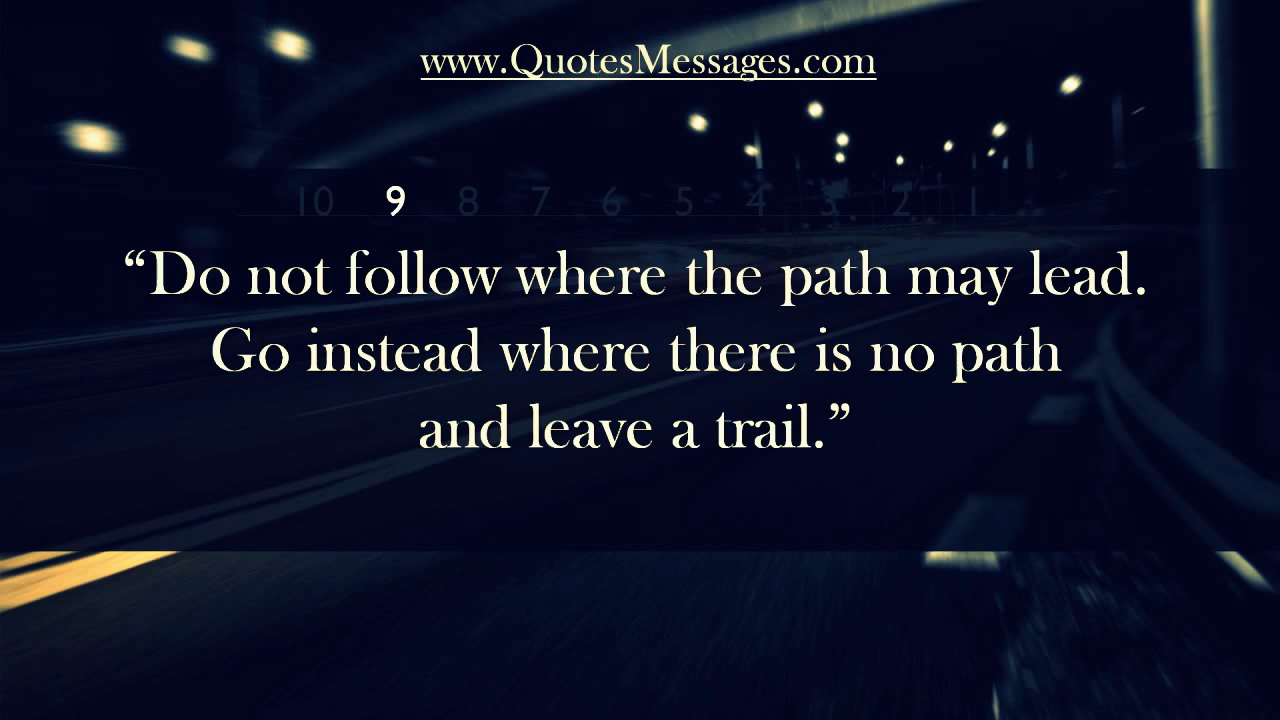 www.QuotesMessages.com
10 9 8 7 6 5 4 3 2 1
“Do not follow where the path may lead.
Go instead where there is no path
and leave a trail.”